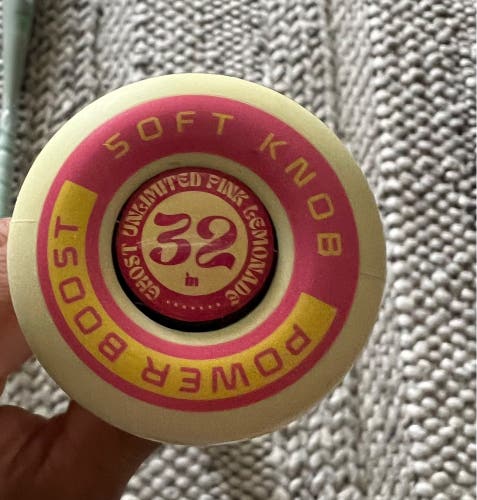 SOFT KNOB
POWER BOOST
GHOST UNLIMITED PINK LEMONADE
32
in